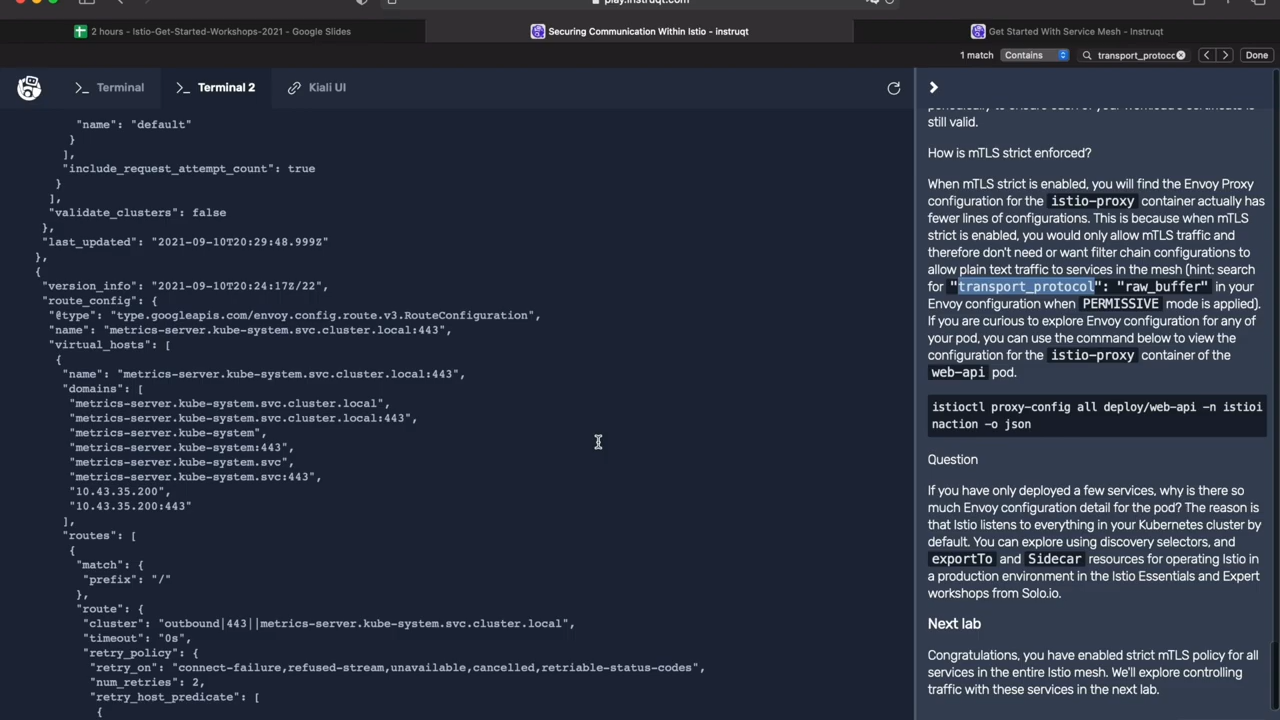 play.instruqt.com
2 hours - Istio-Get-Started-Workshops-2021 - Google Slides
Securing Communication Within Istio - instruqt
Get Started With Service Mesh - Instruqt
1 match
Contains
transport_protocc
Done
Terminal
Terminal 2
Kiali UI
"name": "default"
}
],
"include_request_attempt_count": true
}
],
"validate_clusters": false
},
"last_updated": "2021-09-10T20:29:48.999Z"
},
{
"version_info": "2021-09-10T20:24:17Z/22",
"route_config": {
"@type": "type.googleapis.com/envoy.config.route.v3.RouteConfiguration",
"name": "metrics-server.kube-system.svc.cluster.local:443",
"virtual_hosts": [
{
"name": "metrics-server.kube-system.svc.cluster.local:443",
"domains": [
"metrics-server.kube-system.svc.cluster.local",
"metrics-server.kube-system.svc.cluster.local:443",
"metrics-server.kube-system",
"metrics-server.kube-system:443",
"metrics-server.kube-system.svc",
"metrics-server.kube-system.svc:443",
"10.43.35.200",
"10.43.35.200:443"
],
"routes": [
{
"match": {
"prefix": "/"
},
"route": {
"cluster": "outbound|443||metrics-server.kube-system.svc.cluster.local",
"timeout": "0s",
"retry_policy": {
"retry_on": "connect-failure,refused-stream,unavailable,cancelled,retriable-status-codes",
"num_retries": 2,
"retry_host_predicate": [
{
periodically to ensure each of your workload's certificate is
still valid.
How is mTLS strict enforced?
When mTLS strict is enabled, you will find the Envoy Proxy
configuration for the istio-proxy container actually has
fewer lines of configurations. This is because when mTLS
strict is enabled, you would only allow mTLS traffic and
therefore don't need or want filter chain configurations to
allow plain text traffic to services in the mesh (hint: search
for "transport_protocol": "raw_buffer" in your
Envoy configuration when PERMISSIVE mode is applied).
If you are curious to explore Envoy configuration for any of
your pod, you can use the command below to view the
configuration for the istio-proxy container of the
web-api pod.
istioctl proxy-config all deploy/web-api -n istioi
naction -o json
Question
If you have only deployed a few services, why is there so
much Envoy configuration detail for the pod? The reason is
that Istio listens to everything in your Kubernetes cluster by
default. You can explore using discovery selectors, and
exportTo and Sidecar resources for operating Istio in
a production environment in the Istio Essentials and Expert
workshops from Solo.io.
Next lab
Congratulations, you have enabled strict mTLS policy for all
services in the entire Istio mesh. We'll explore controlling
traffic with these services in the next lab.